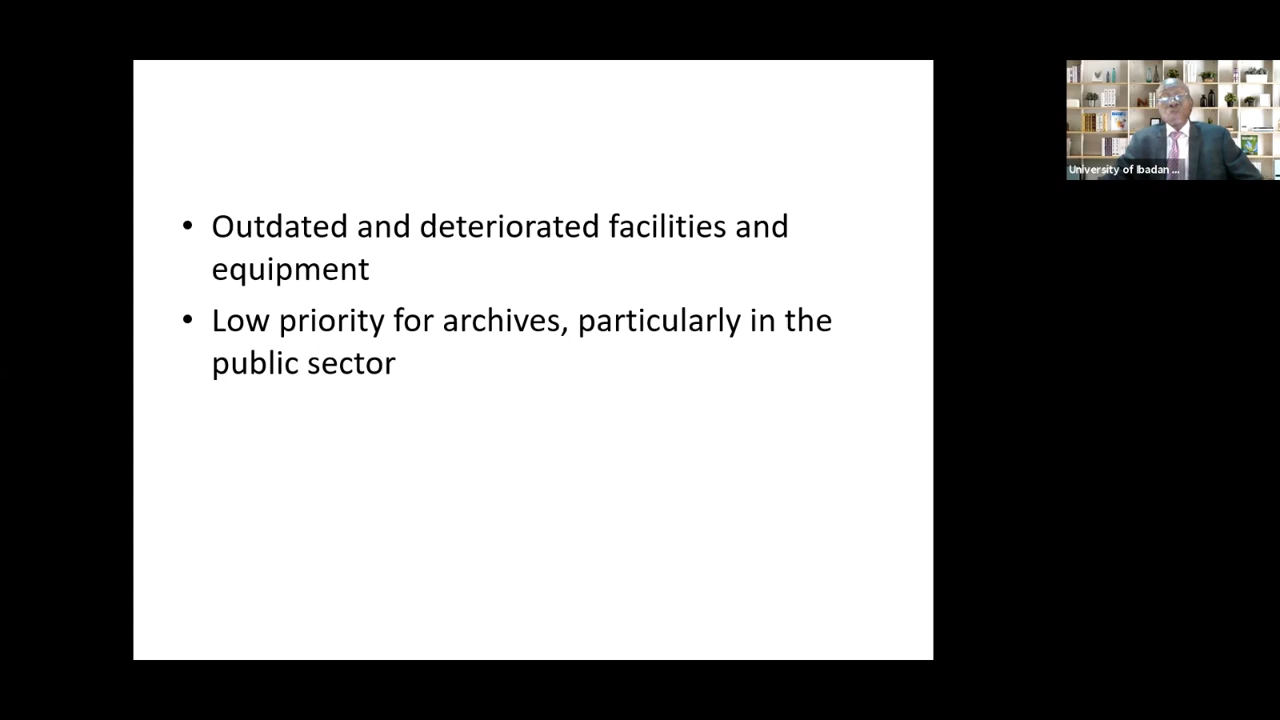 • Outdated and deteriorated facilities and
equipment
• Low priority for archives, particularly in the
public sector
University of Ibadan ...